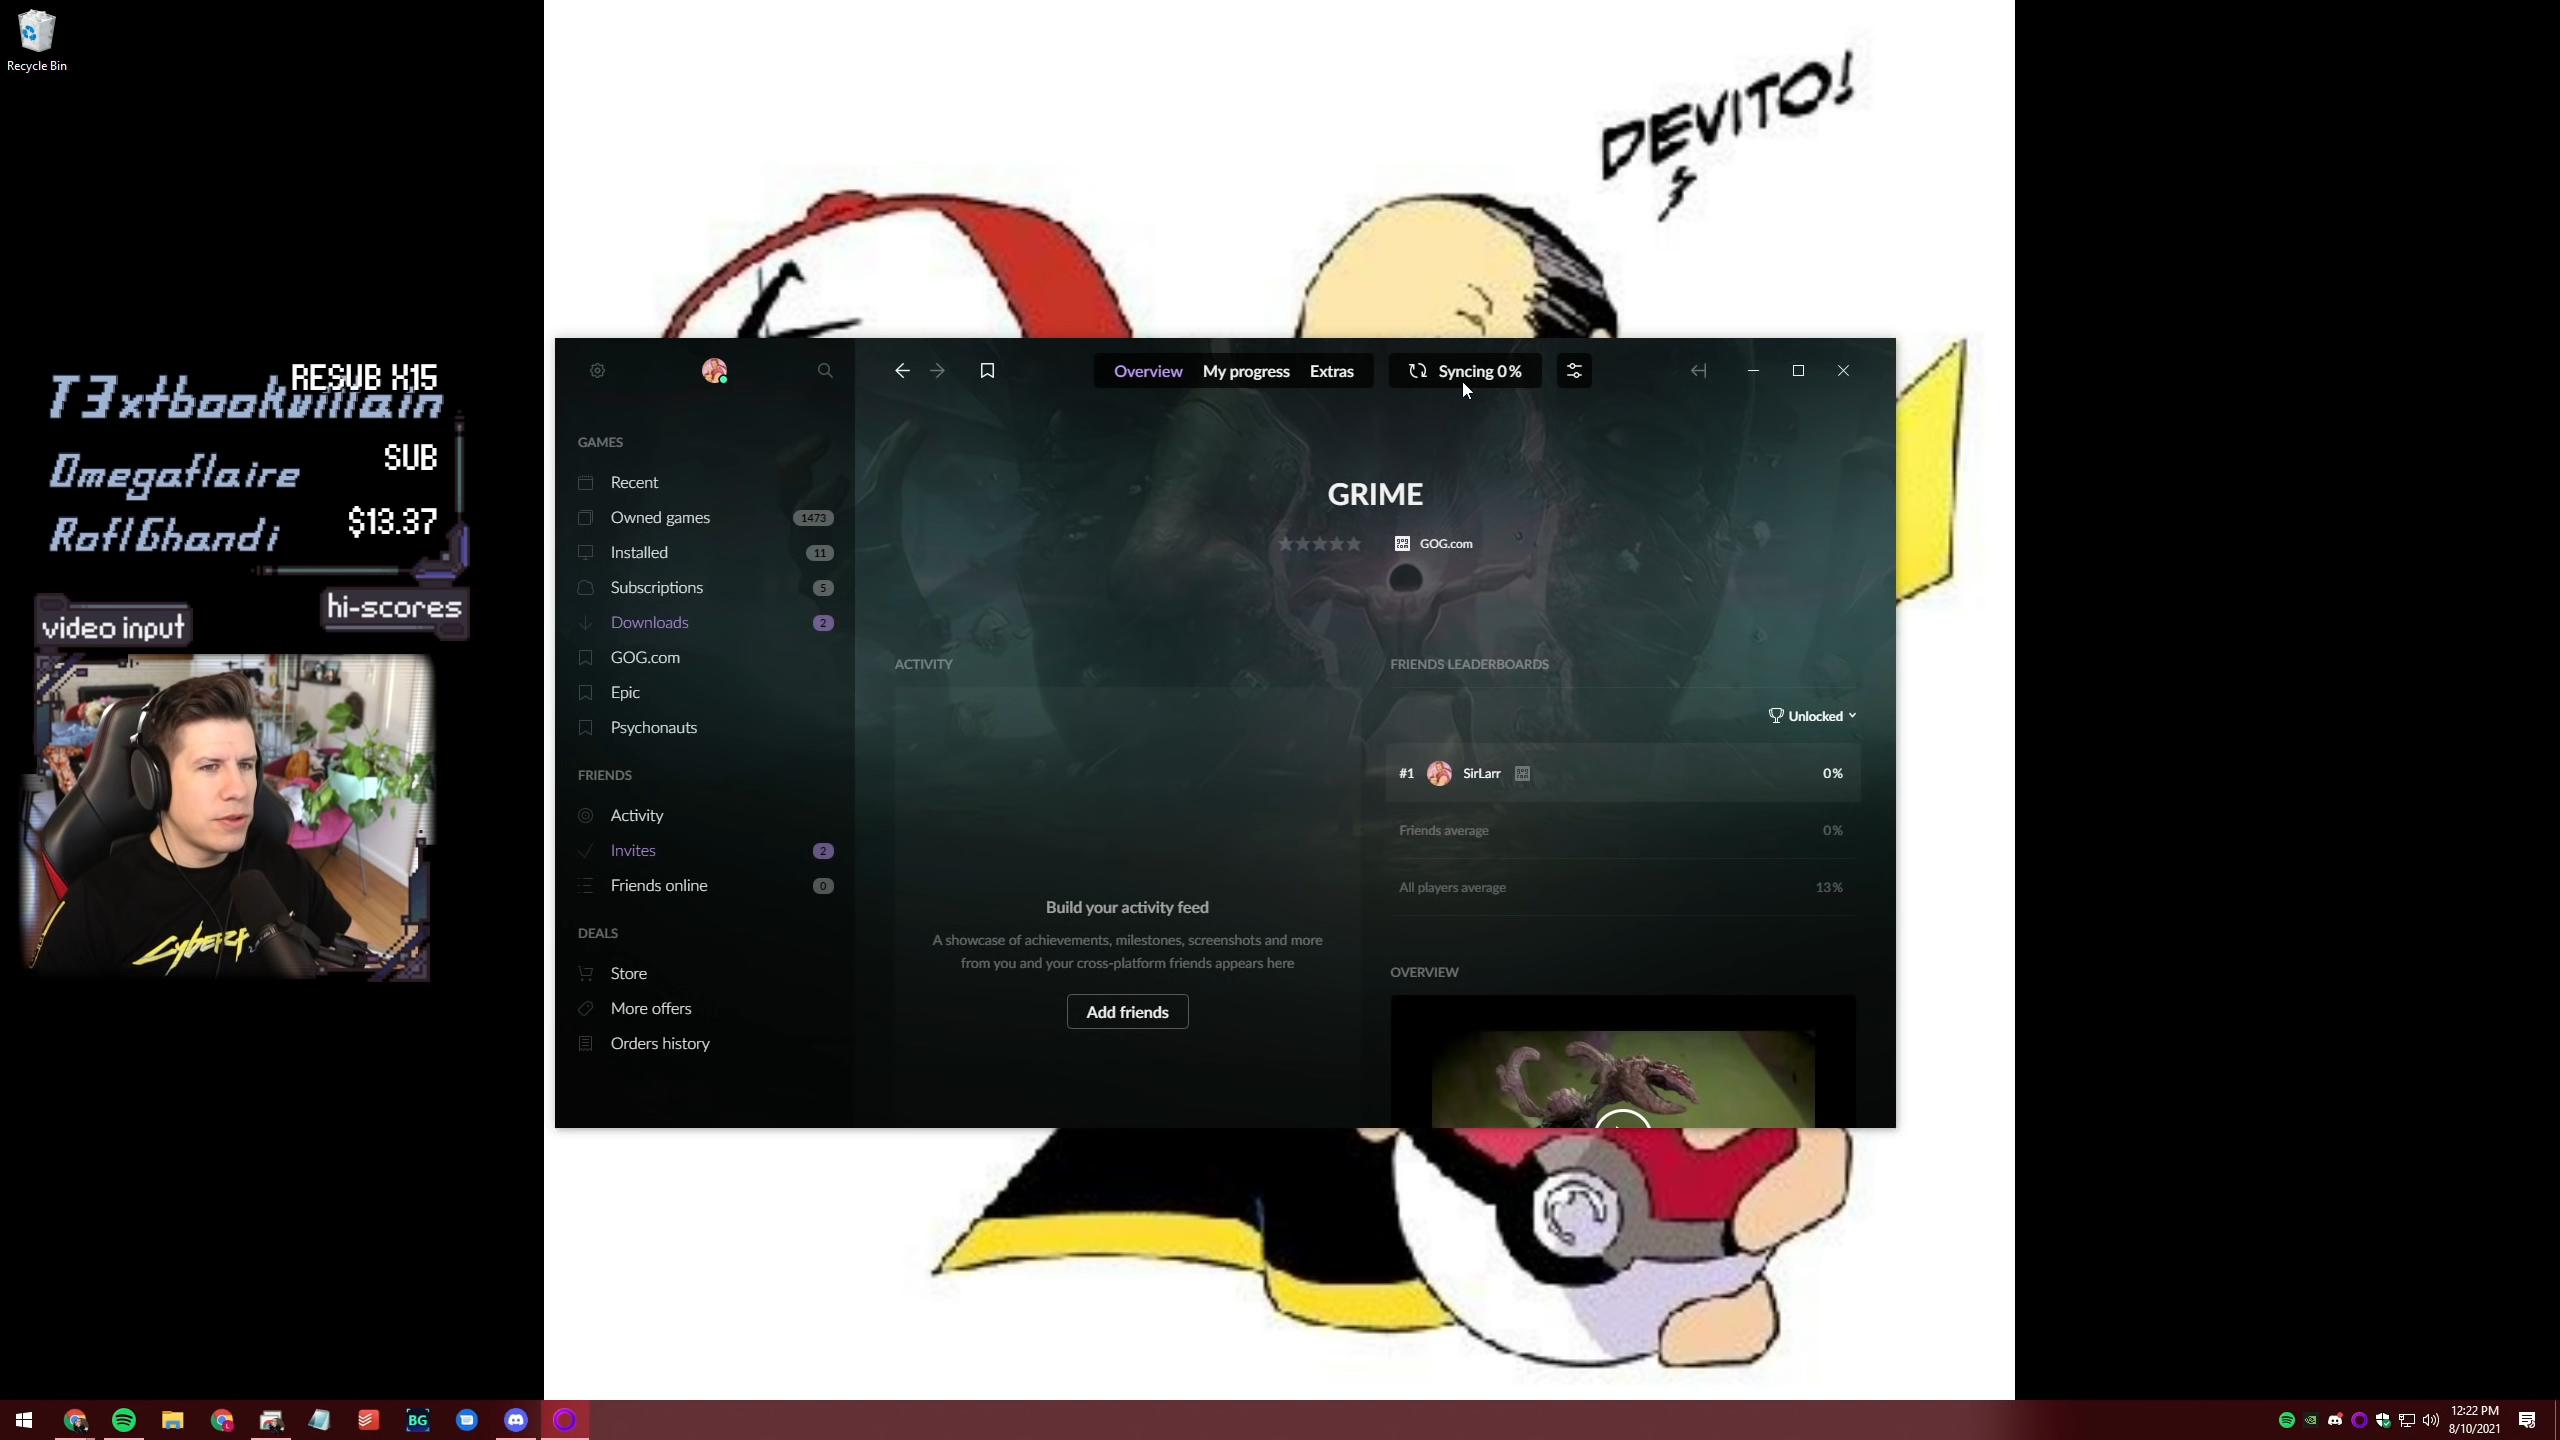 Recycle Bin
DEVITO!
RESUB X15
T3xtbookvillain
SUB
Omegaflaire
$13.37
RoflGhandi
hi-scores
video input
Overview My progress Extras
Syncing 0%
GAMES
Recent
Owned games 1473
Installed 11
Subscriptions 5
Downloads 2
GOG.com
Epic
Psychonauts
FRIENDS
Activity
Invites 2
Friends online 0
DEALS
Store
More offers
Orders history
GRIME
GOG.com
ACTIVITY
Build your activity feed
A showcase of achievements, milestones, screenshots and more
from you and your cross-platform friends appears here
Add friends
FRIENDS LEADERBOARDS
Unlocked
#1 SirLarr 0%
Friends average 0%
All players average 13%
OVERVIEW
BG
12:22 PM
8/10/2021